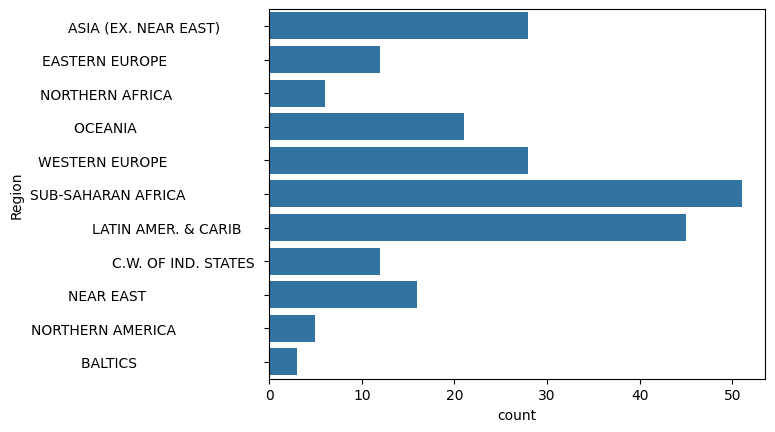 ASIA (EX. NEAR EAST)
EASTERN EUROPE
NORTHERN AFRICA
OCEANIA
WESTERN EUROPE
SUB-SAHARAN AFRICA
LATIN AMER. & CARIB
C.W. OF IND. STATES
NEAR EAST
NORTHERN AMERICA
BALTICS
Region
0 10 20 30 40 50
count